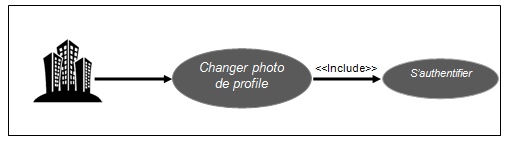 Changer photo
de profile
<<Include>>
S'authentifier